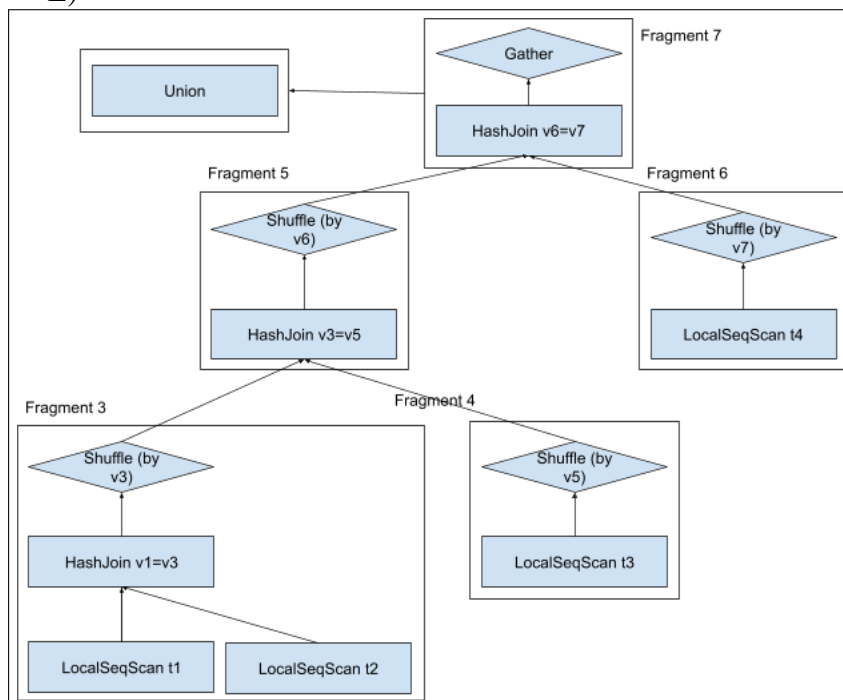 Fragment 7
Gather
Union
HashJoin v6=v7
Fragment 5
Fragment 6
Shuffle (by
v6)
Shuffle (by
v7)
HashJoin v3=v5
LocalSeqScan t4
Fragment 3
Fragment 4
Shuffle (by
v3)
Shuffle (by
v5)
HashJoin v1=v3
LocalSeqScan t3
LocalSeqScan t1
LocalSeqScan t2